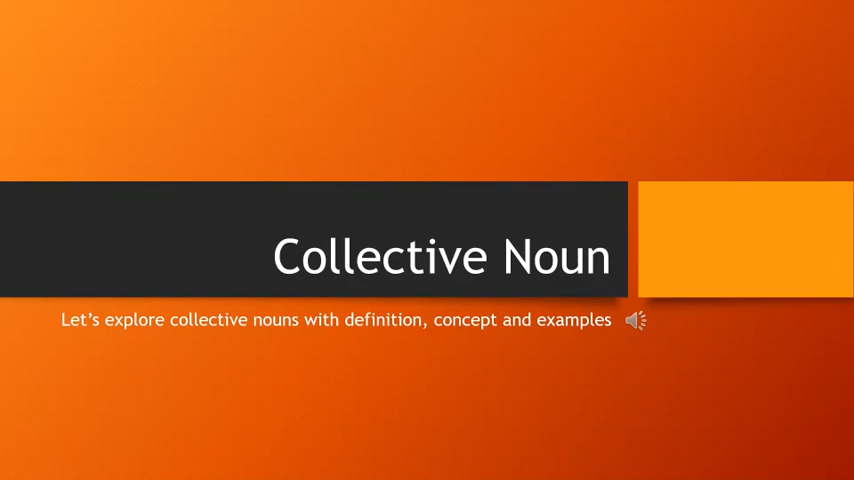 Collective Noun
Let’s explore collective nouns with definition, concept and examples